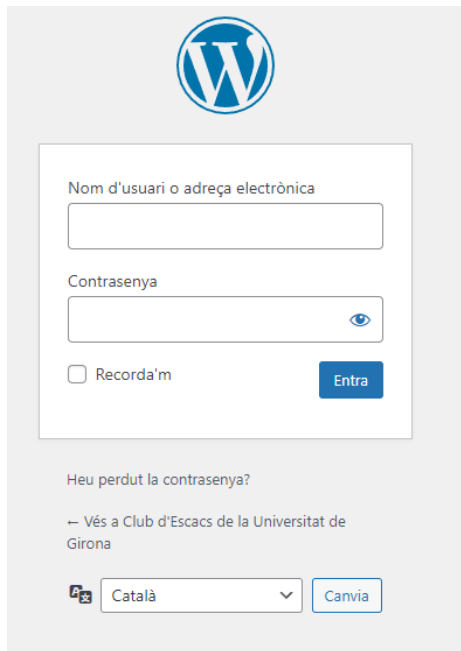 W
Nom d'usuari o adreça electrònica
Contrasenya
Recorda'm
Entra
Heu perdut la contrasenya?
← Vés a Club d'Escacs de la Universitat de
Girona
Català
Canvia